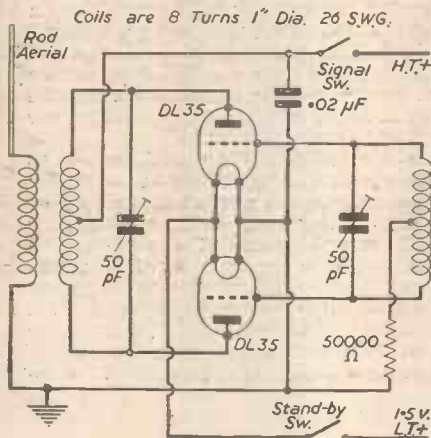 Coils are 8 Turns 1" Dia. 26 S.W.G.
Rod
Aerial
Signal
Sw.
H.T.+
DL35
·02 µF
50
pF
50
pF
DL35
50000
Ω
Stand-by
Sw.
1·5 V.
L.T.+